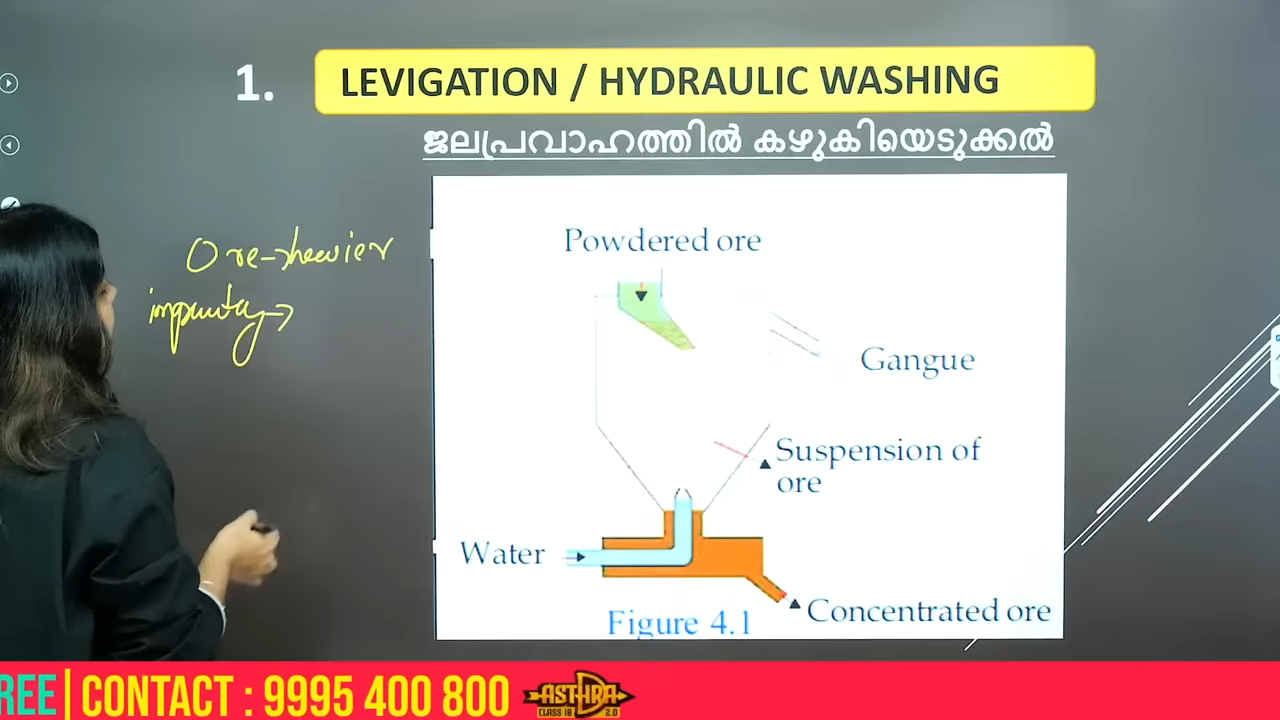 1. LEVIGATION / HYDRAULIC WASHING
ജലപ്രവാഹത്തിൽ കഴുകിയെടുക്കൽ
Ore→heavier
impurity→
Powdered ore
Gangue
Suspension of
ore
Water
Concentrated ore
Figure 4.1
REE | CONTACT : 9995 400 800
ASTHRA
CLASS 10 2.0